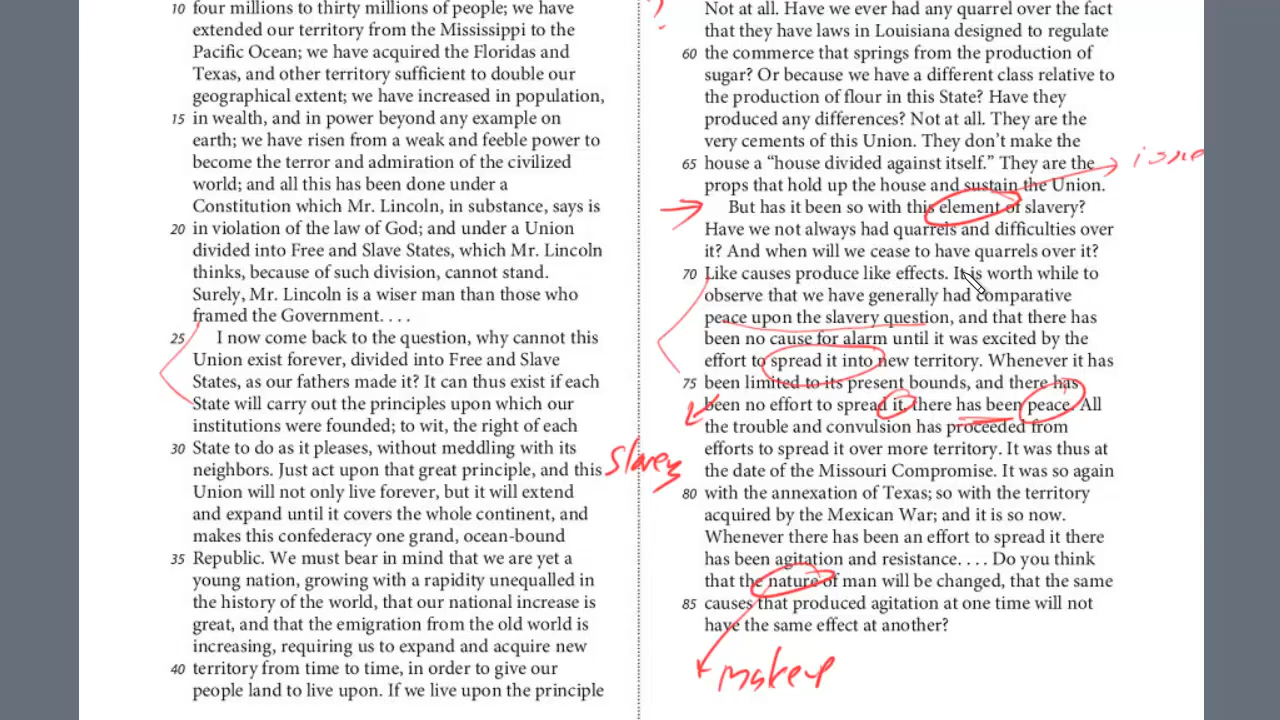 10 four millions to thirty millions of people; we have
extended our territory from the Mississippi to the
Pacific Ocean; we have acquired the Floridas and
Texas, and other territory sufficient to double our
geographical extent; we have increased in population,
15 in wealth, and in power beyond any example on
earth; we have risen from a weak and feeble power to
become the terror and admiration of the civilized
world; and all this has been done under a
Constitution which Mr. Lincoln, in substance, says is
20 in violation of the law of God; and under a Union
divided into Free and Slave States, which Mr. Lincoln
thinks, because of such division, cannot stand.
Surely, Mr. Lincoln is a wiser man than those who
framed the Government. . . .
25 I now come back to the question, why cannot this
Union exist forever, divided into Free and Slave
States, as our fathers made it? It can thus exist if each
State will carry out the principles upon which our
institutions were founded; to wit, the right of each
30 State to do as it pleases, without meddling with its
neighbors. Just act upon that great principle, and this
Union will not only live forever, but it will extend
and expand until it covers the whole continent, and
makes this confederacy one grand, ocean-bound
35 Republic. We must bear in mind that we are yet a
young nation, growing with a rapidity unequalled in
the history of the world, that our national increase is
great, and that the emigration from the old world is
increasing, requiring us to expand and acquire new
40 territory from time to time, in order to give our
people land to live upon. If we live upon the principle
?
Not at all. Have we ever had any quarrel over the fact
that they have laws in Louisiana designed to regulate
60 the commerce that springs from the production of
sugar? Or because we have a different class relative to
the production of flour in this State? Have they
produced any differences? Not at all. They are the
very cements of this Union. They don't make the
65 house a "house divided against itself." They are the
props that hold up the house and sustain the Union.
But has it been so with this element of slavery?
Have we not always had quarrels and difficulties over
it? And when will we cease to have quarrels over it?
70 Like causes produce like effects. It is worth while to
observe that we have generally had comparative
peace upon the slavery question, and that there has
been no cause for alarm until it was excited by the
effort to spread it into new territory. Whenever it has
75 been limited to its present bounds, and there has
been no effort to spread it, there has been peace. All
the trouble and convulsion has proceeded from
efforts to spread it over more territory. It was thus at
the date of the Missouri Compromise. It was so again
80 with the annexation of Texas; so with the territory
acquired by the Mexican War; and it is so now.
Whenever there has been an effort to spread it there
has been agitation and resistance. . . . Do you think
that the nature of man will be changed, that the same
85 causes that produced agitation at one time will not
have the same effect at another?
Slavery
makeup